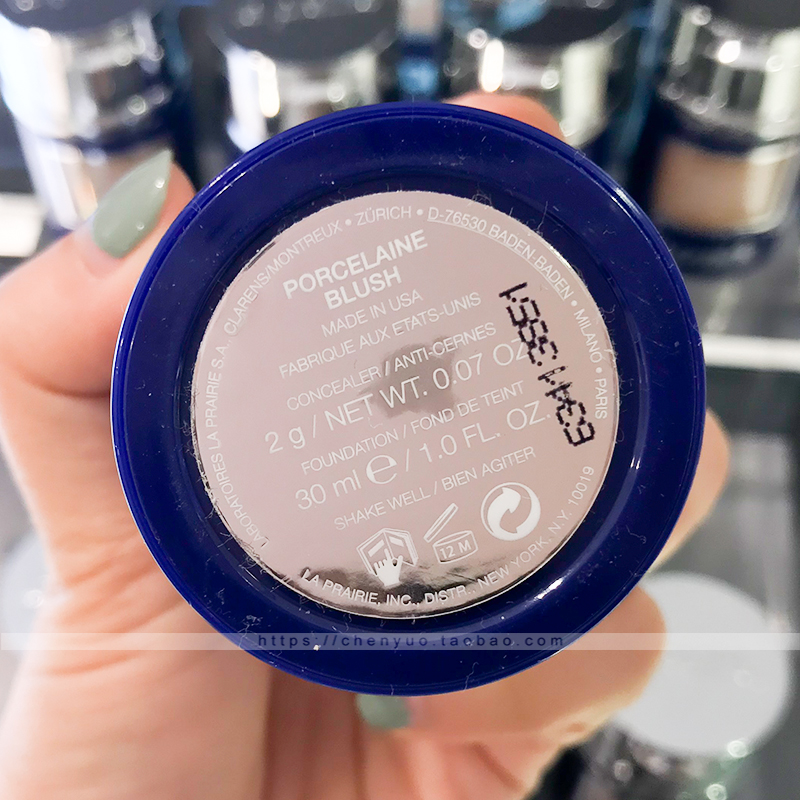 LABORATOIRES LA PRAIRIE S.A., CLARENS/MONTREUX • ZÜRICH • D-76530 BADEN BADEN • MILANO • PARIS
PORCELAINE
BLUSH
MADE IN USA
FABRIQUE AUX ETATS-UNIS
CONCEALER / ANTI-CERNES
2 g / NET WT. 0.07 OZ.
FOUNDATION / FOND DE TEINT
30 ml ℮ / 1.0 FL. OZ.
SHAKE WELL / BIEN AGITER
12 M
LA PRAIRIE, INC., DISTR., NEW YORK, N.Y. 10019
https://chenyuo.taobao.com